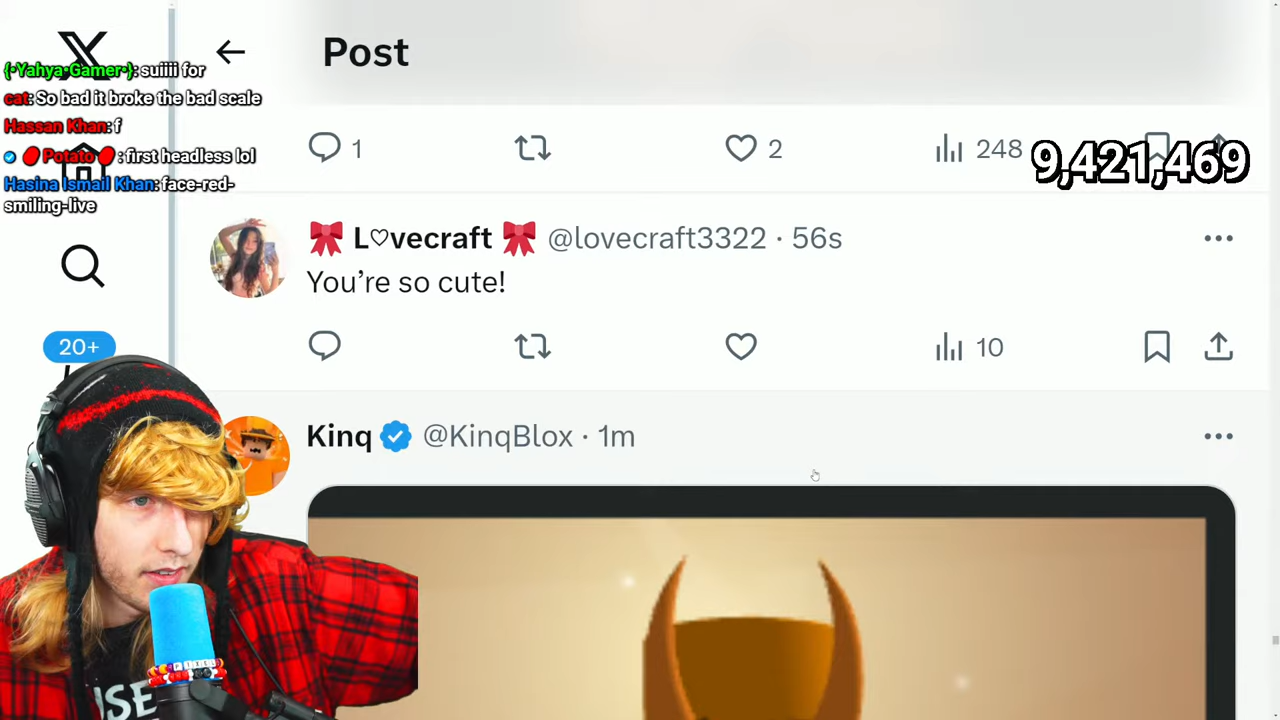 Post
{•Yahya•Gamer•}: suiiii for
cat: So bad it broke the bad scale
Hassan Khan: f
Potato: first headless lol
Hasina Ismail Khan: face-red-
smiling-live
1 2 248
9,421,469
L♡vecraft @lovecraft3322 · 56s
You’re so cute!
10
20+
Kinq @KinqBlox · 1m
USE